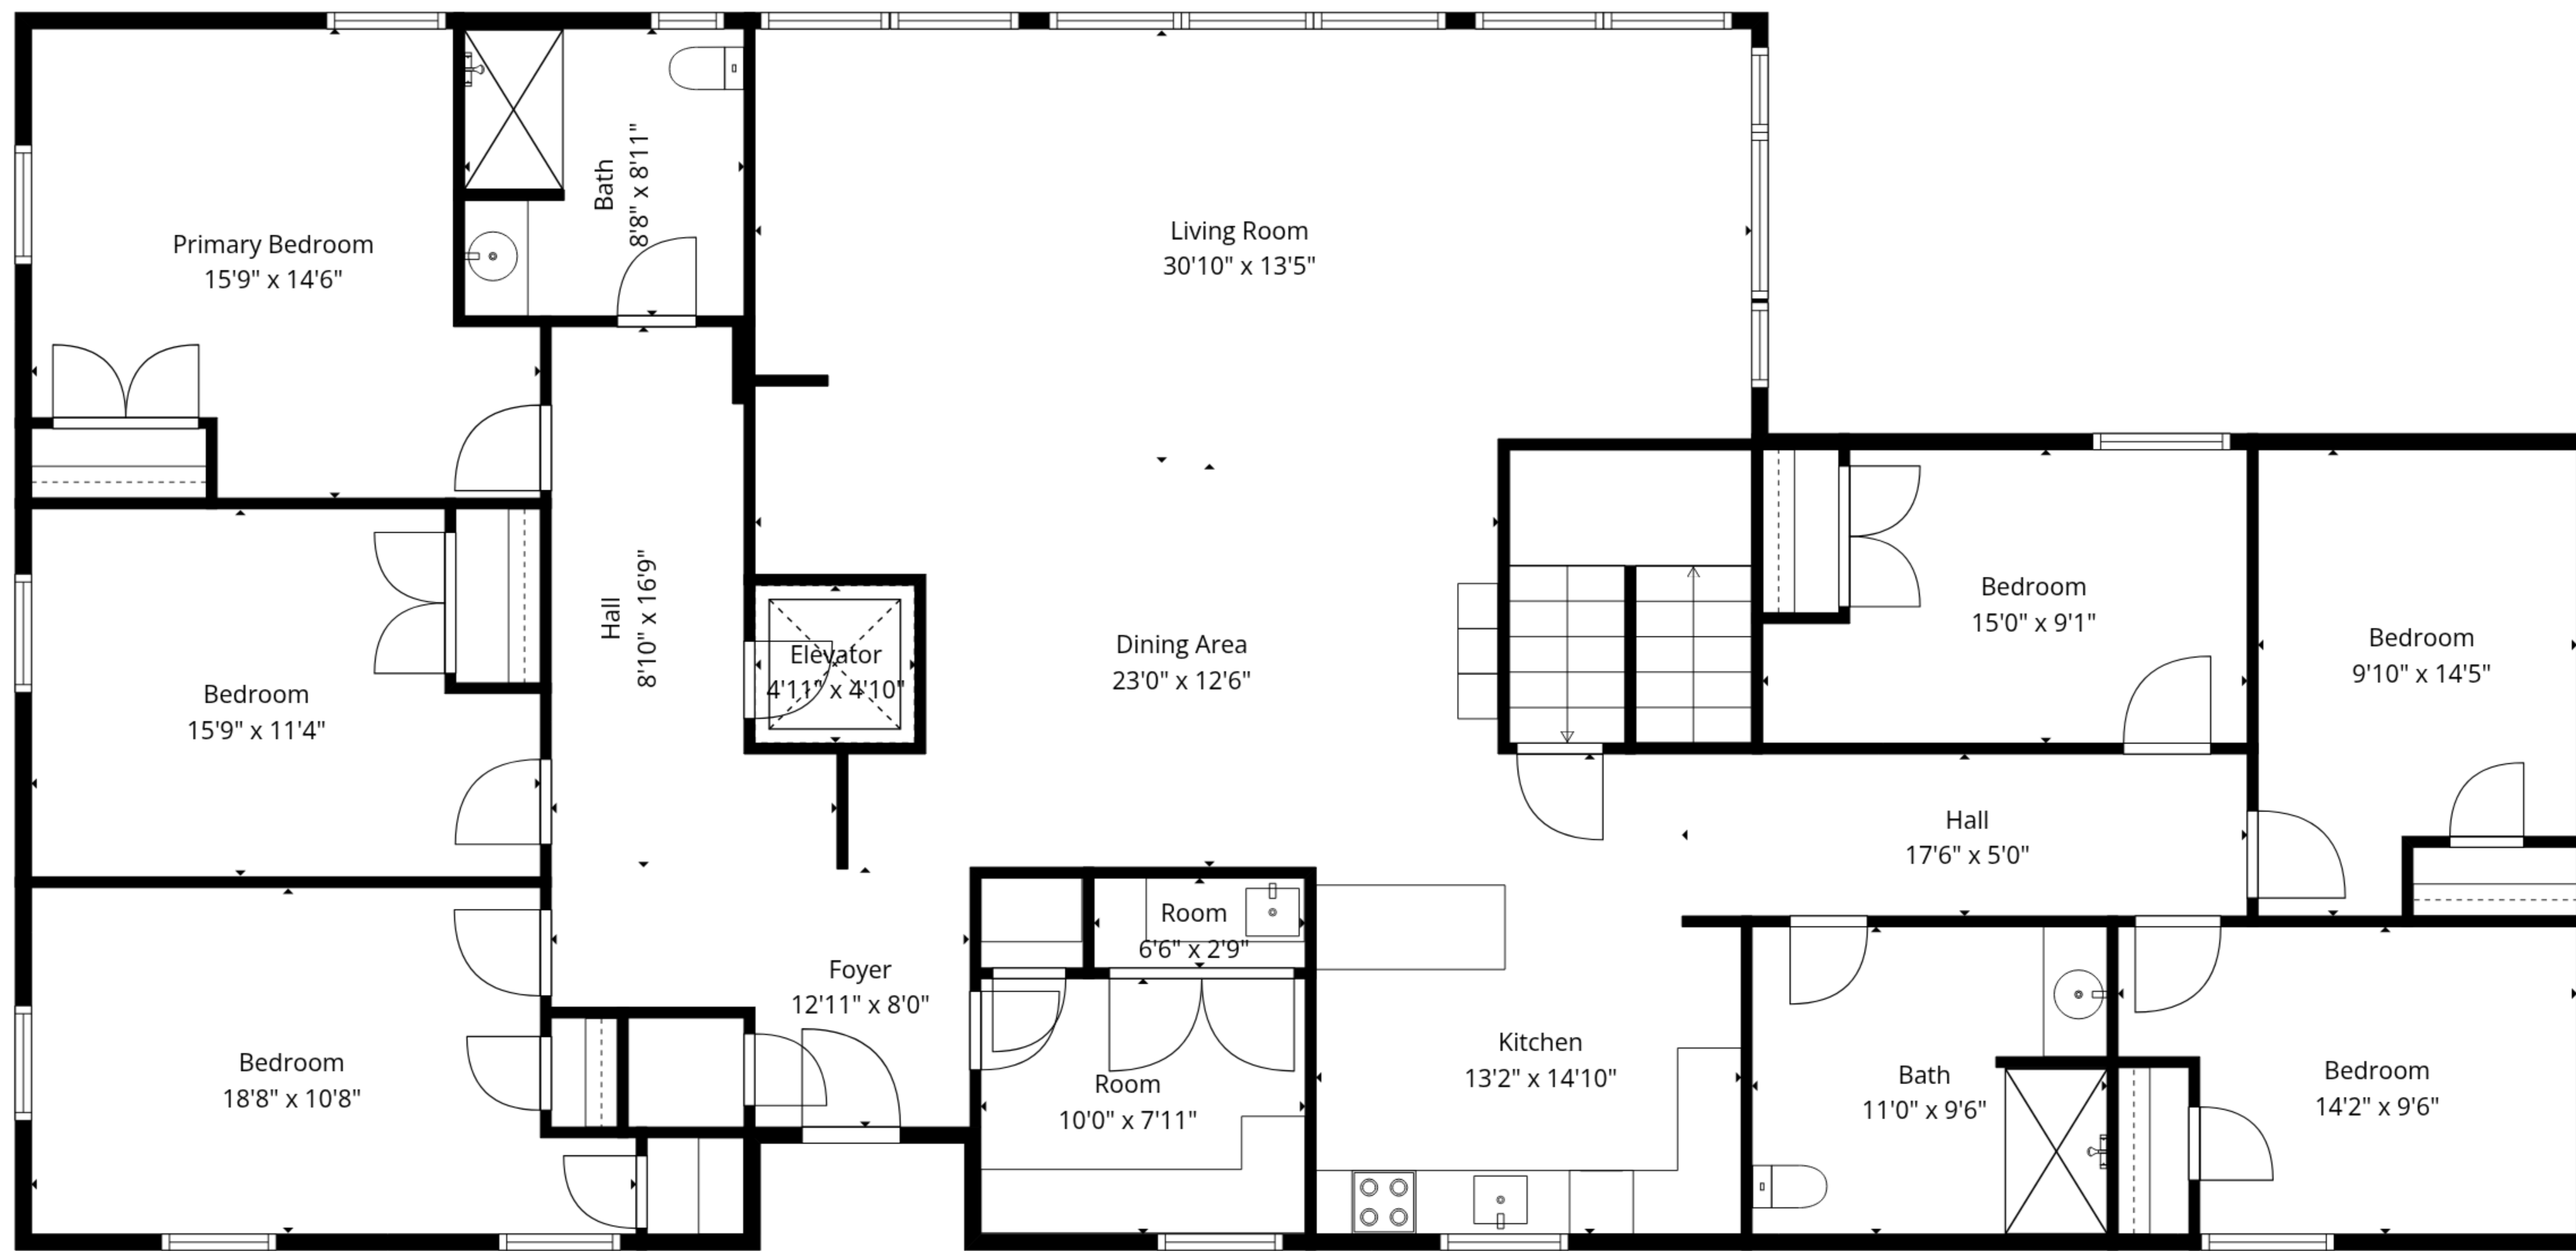 Primary Bedroom
15'9" x 14'6"
Bath
8'8" x 8'11"
Living Room
30'10" x 13'5"
Bedroom
15'9" x 11'4"
Hall
8'10" x 16'9"
Elevator
4'11" x 4'10"
Dining Area
23'0" x 12'6"
Bedroom
15'0" x 9'1"
Bedroom
9'10" x 14'5"
Hall
17'6" x 5'0"
Bedroom
18'8" x 10'8"
Foyer
12'11" x 8'0"
Room
6'6" x 2'9"
Room
10'0" x 7'11"
Kitchen
13'2" x 14'10"
Bath
11'0" x 9'6"
Bedroom
14'2" x 9'6"